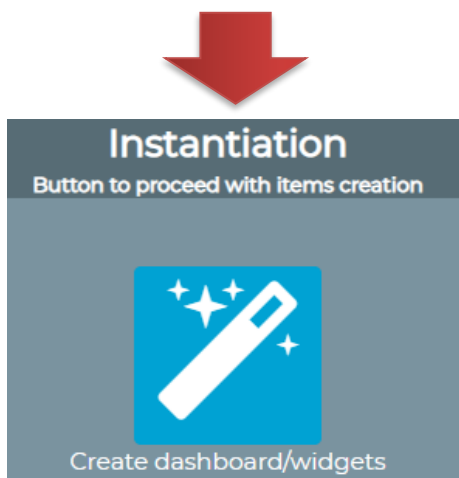 Instantiation
Button to proceed with items creation
Create dashboard/widgets